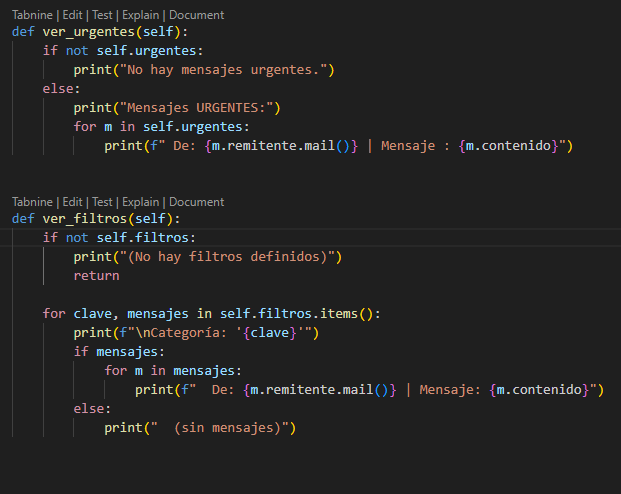 Tabnine | Edit | Test | Explain | Document
def ver_urgentes(self):
    if not self.urgentes:
        print("No hay mensajes urgentes.")
    else:
        print("Mensajes URGENTES:")
        for m in self.urgentes:
            print(f" De: {m.remitente.mail()} | Mensaje : {m.contenido}")
Tabnine | Edit | Test | Explain | Document
def ver_filtros(self):
    if not self.filtros:
        print("(No hay filtros definidos)")
        return
    for clave, mensajes in self.filtros.items():
        print(f"\nCategoría: '{clave}'")
        if mensajes:
            for m in mensajes:
                print(f"  De: {m.remitente.mail()} | Mensaje: {m.contenido}")
        else:
            print("  (sin mensajes)")